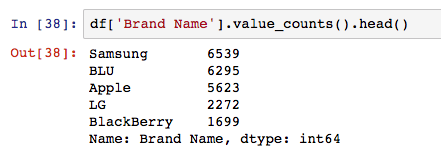 In [38]: df['Brand Name'].value_counts().head()
Out[38]: Samsung 6539
BLU 6295
Apple 5623
LG 2272
BlackBerry 1699
Name: Brand Name, dtype: int64